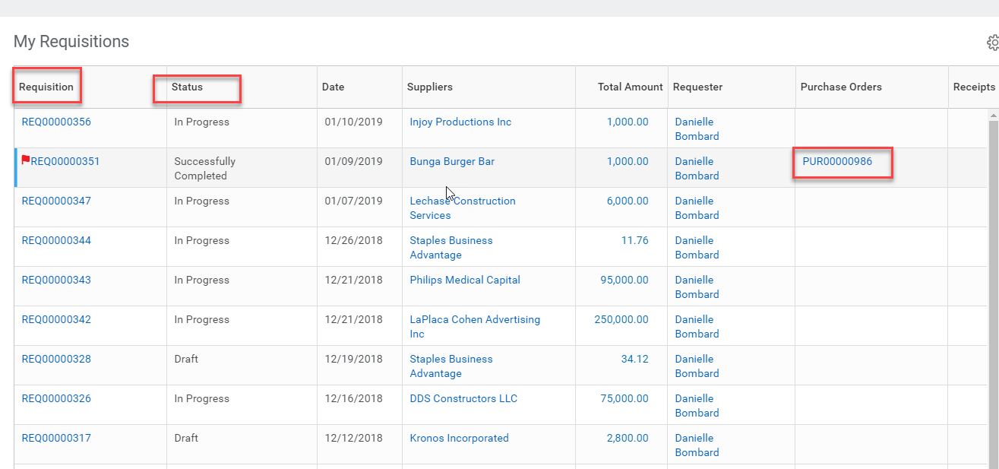 My Requisitions
Requisition Status Date Suppliers Total Amount Requester Purchase Orders Receipts
REQ00000356 In Progress 01/10/2019 Injoy Productions Inc 1,000.00 Danielle
Bombard
REQ00000351 Successfully 01/09/2019 Bunga Burger Bar 1,000.00 Danielle PUR00000986
Completed Bombard
REQ00000347 In Progress 01/07/2019 Lechase Construction 6,000.00 Danielle
Services Bombard
REQ00000344 In Progress 12/26/2018 Staples Business 11.76 Danielle
Advantage Bombard
REQ00000343 In Progress 12/21/2018 Philips Medical Capital 95,000.00 Danielle
Bombard
REQ00000342 In Progress 12/21/2018 LaPlaca Cohen Advertising 250,000.00 Danielle
Inc Bombard
REQ00000328 Draft 12/19/2018 Staples Business 34.12 Danielle
Advantage Bombard
REQ00000326 In Progress 12/16/2018 DDS Constructors LLC 75,000.00 Danielle
Bombard
REQ00000317 Draft 12/12/2018 Kronos Incorporated 2,800.00 Danielle
Bombard